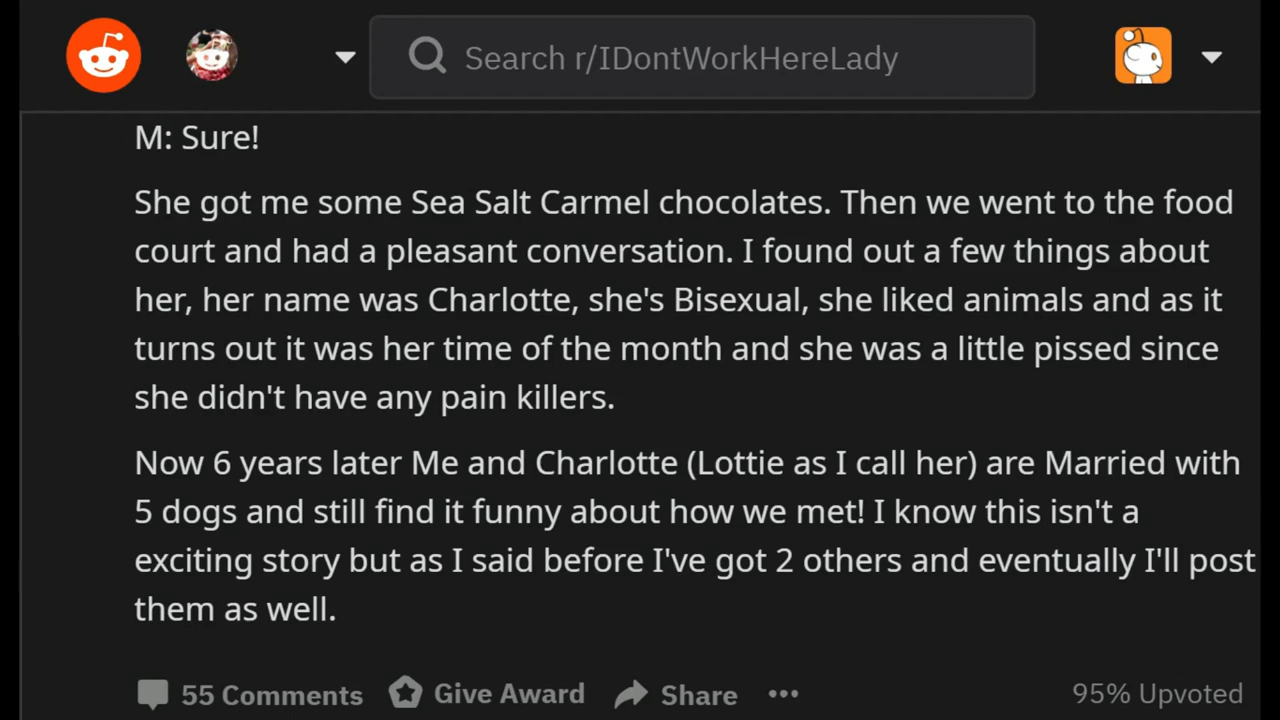 Search r/IDontWorkHereLady
M: Sure!
She got me some Sea Salt Carmel chocolates. Then we went to the food
court and had a pleasant conversation. I found out a few things about
her, her name was Charlotte, she's Bisexual, she liked animals and as it
turns out it was her time of the month and she was a little pissed since
she didn't have any pain killers.
Now 6 years later Me and Charlotte (Lottie as I call her) are Married with
5 dogs and still find it funny about how we met! I know this isn't a
exciting story but as I said before I've got 2 others and eventually I'll post
them as well.
55 Comments Give Award Share ••• 95% Upvoted